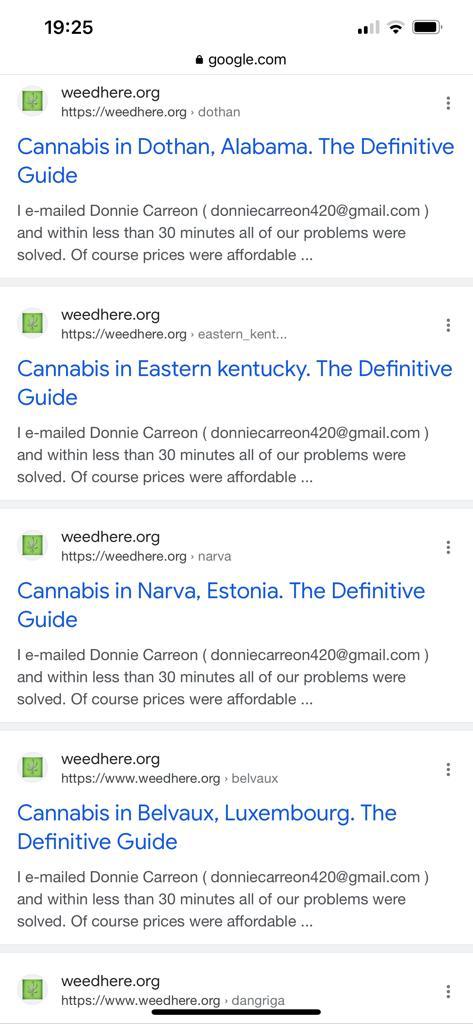 19:25
google.com
weedhere.org
https://weedhere.org › dothan
Cannabis in Dothan, Alabama. The Definitive
Guide
I e-mailed Donnie Carreon ( donniecarreon420@gmail.com )
and within less than 30 minutes all of our problems were
solved. Of course prices were affordable ...
weedhere.org
https://weedhere.org › eastern_kent...
Cannabis in Eastern kentucky. The Definitive
Guide
I e-mailed Donnie Carreon ( donniecarreon420@gmail.com )
and within less than 30 minutes all of our problems were
solved. Of course prices were affordable ...
weedhere.org
https://weedhere.org › narva
Cannabis in Narva, Estonia. The Definitive
Guide
I e-mailed Donnie Carreon ( donniecarreon420@gmail.com )
and within less than 30 minutes all of our problems were
solved. Of course prices were affordable ...
weedhere.org
https://www.weedhere.org › belvaux
Cannabis in Belvaux, Luxembourg. The
Definitive Guide
I e-mailed Donnie Carreon ( donniecarreon420@gmail.com )
and within less than 30 minutes all of our problems were
solved. Of course prices were affordable ...
weedhere.org
https://www.weedhere.org › dangriga